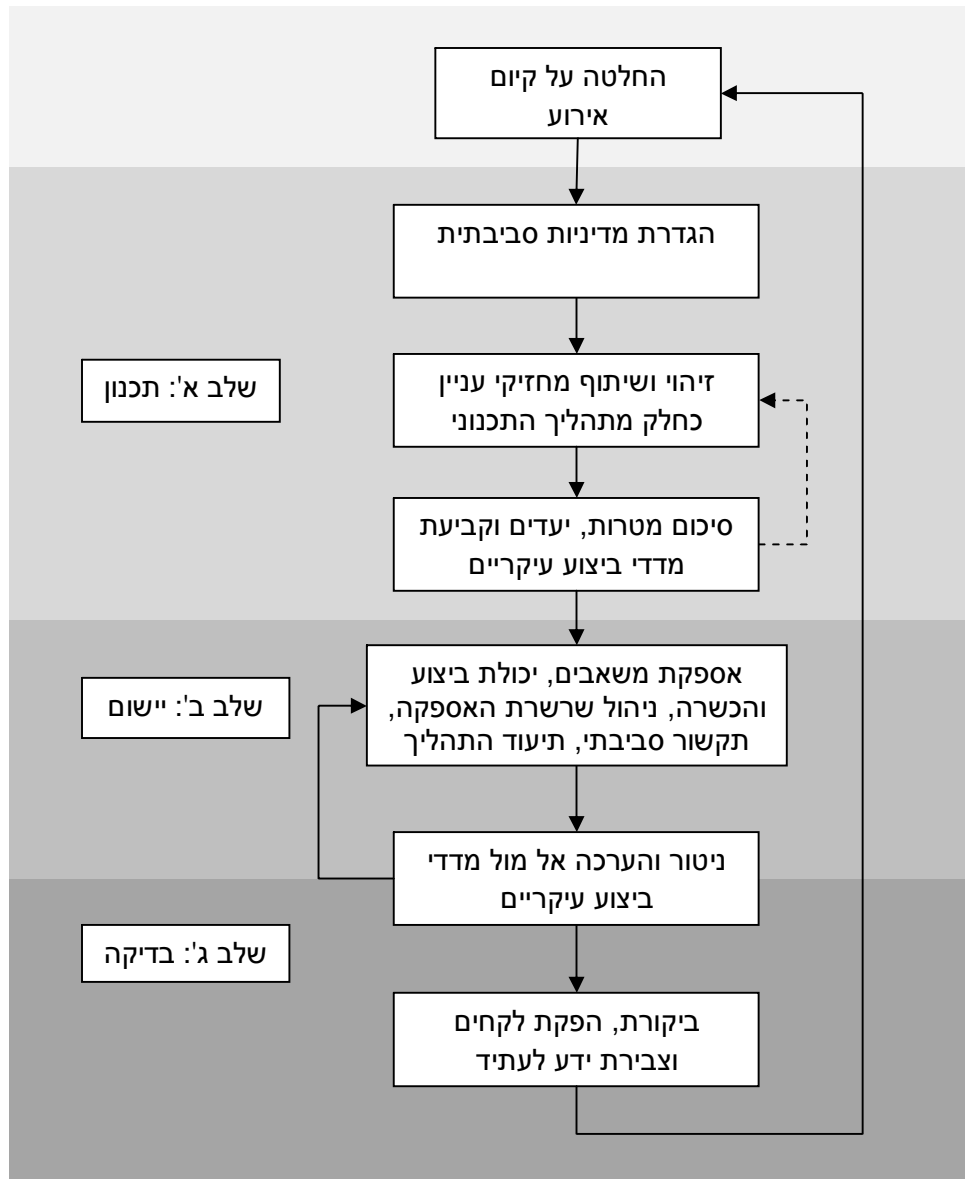 החלטה על קיום
אירוע
הגדרת מדיניות סביבתית
שלב א': תכנון
זיהוי ושיתוף מחזיקי עניין
כחלק מתהליך התכנוני
סיכום מטרות, יעדים וקביעת
מדדי ביצוע עיקריים
שלב ב': יישום
אספקת משאבים, יכולת ביצוע
והכשרה, ניהול שרשרת האספקה,
תקשור סביבתי, תיעוד התהליך
ניטור והערכה אל מול מדדי
ביצוע עיקריים
שלב ג': בדיקה
ביקורת, הפקת לקחים
וצבירת ידע לעתיד